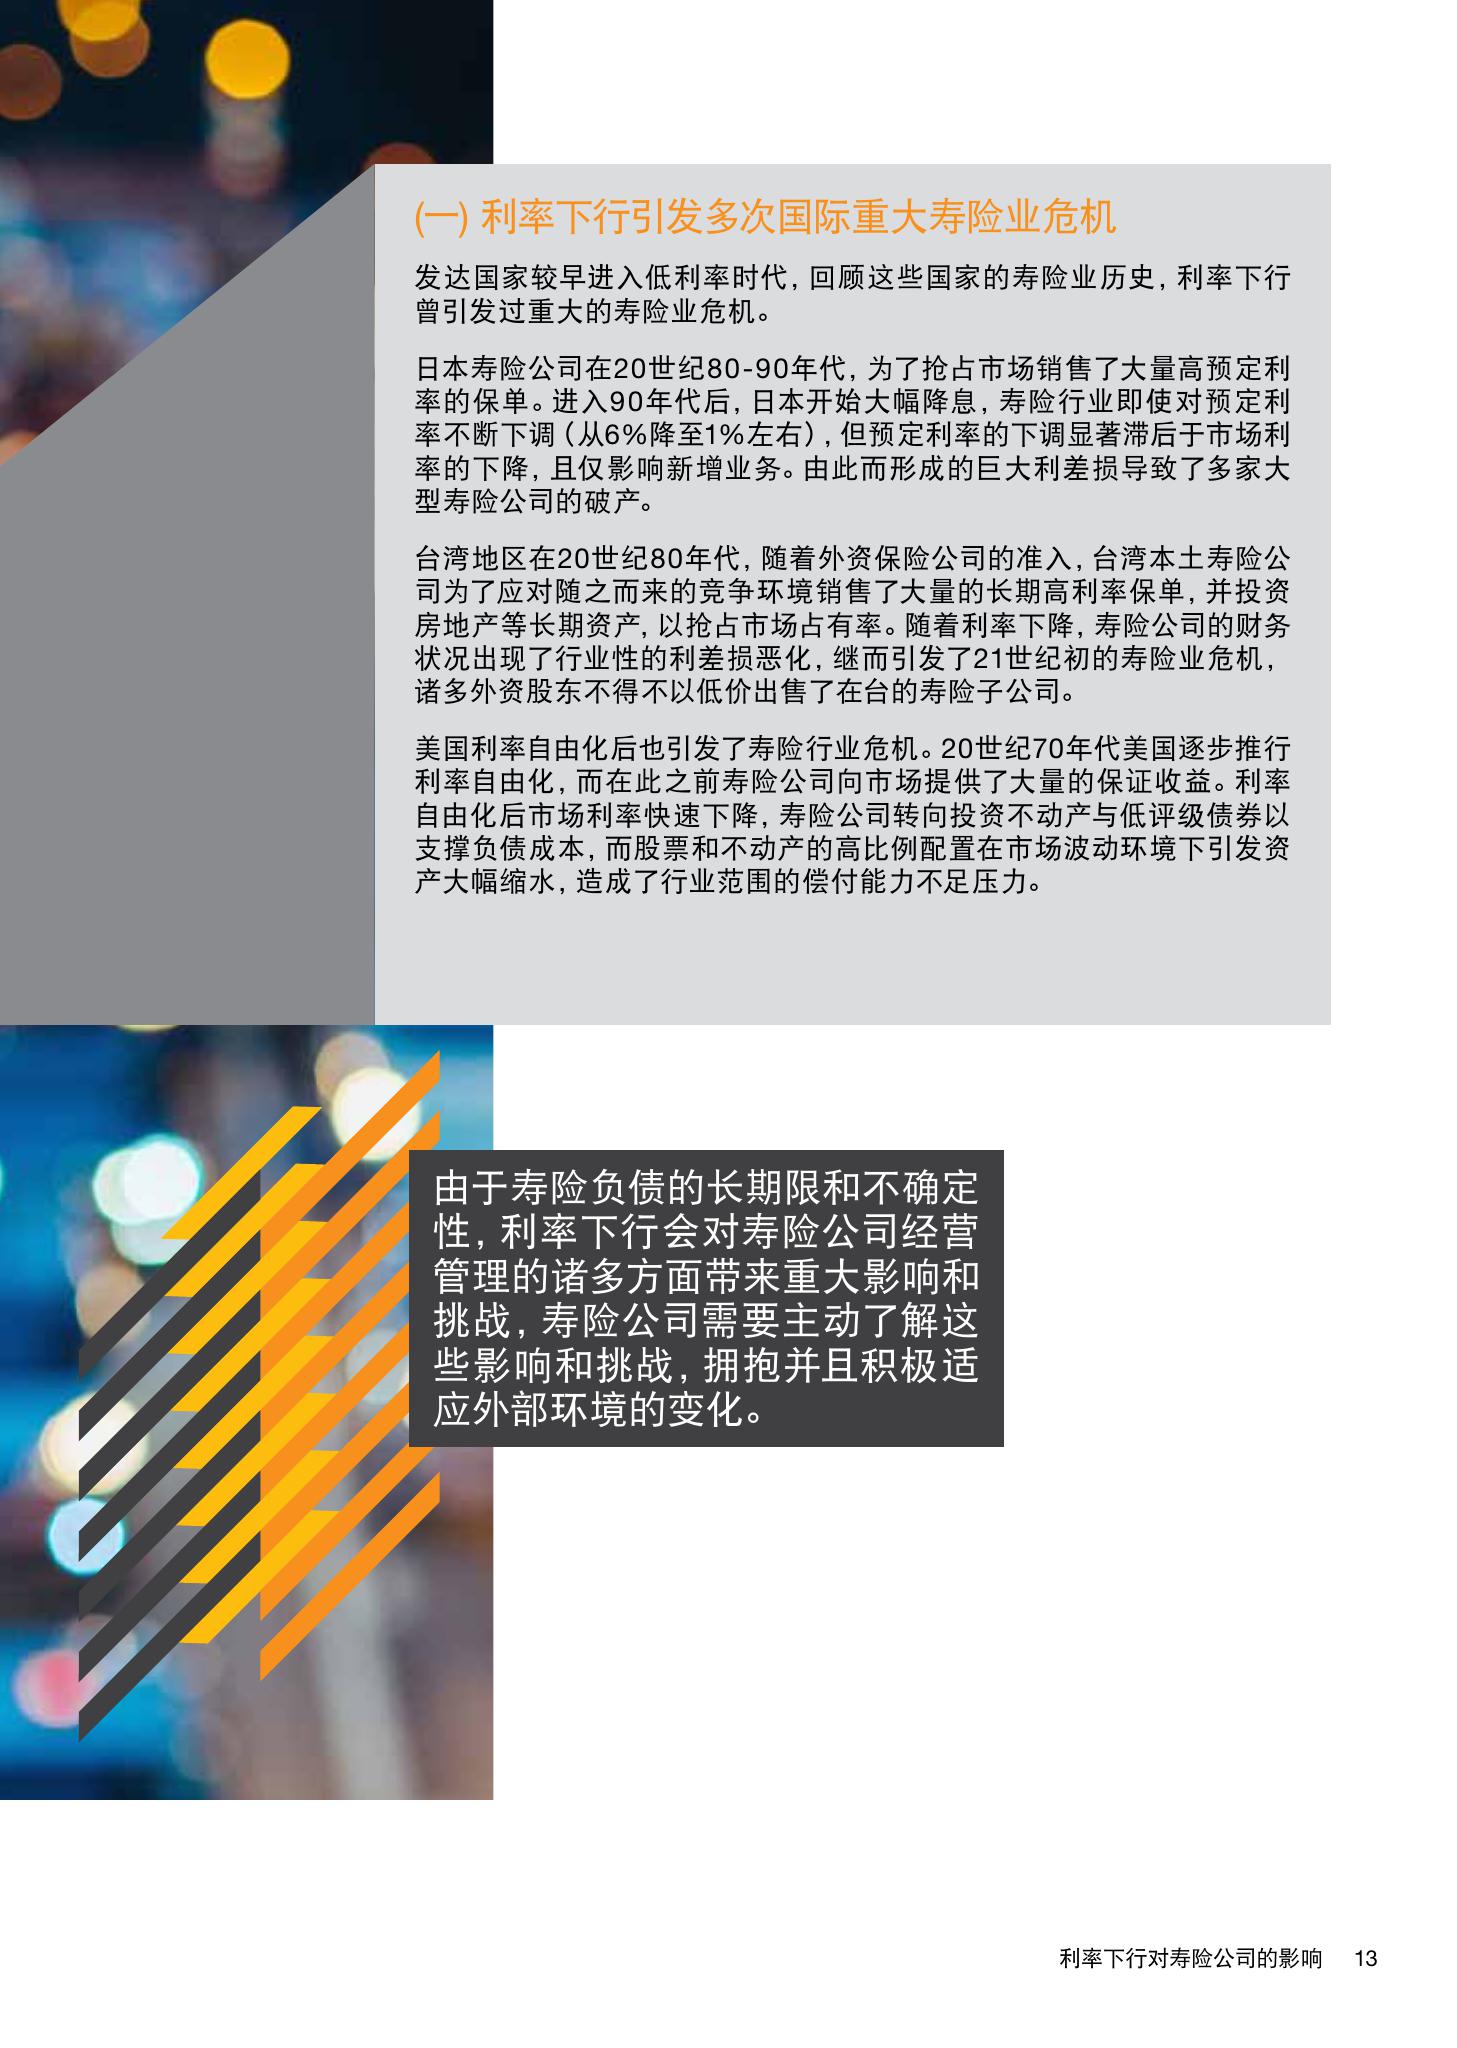 (一) 利率下行引发多次国际重大寿险业危机
发达国家较早进入低利率时代，回顾这些国家的寿险业历史，利率下行
曾引发过重大的寿险业危机。
日本寿险公司在20世纪80-90年代，为了抢占市场销售了大量高预定利
率的保单。进入90年代后，日本开始大幅降息，寿险行业即使对预定利
率不断下调（从6%降至1%左右），但预定利率的下调显著滞后于市场利
率的下降，且仅影响新增业务。由此而形成的巨大利差损导致了多家大
型寿险公司的破产。
台湾地区在20世纪80年代，随着外资保险公司的准入，台湾本土寿险公
司为了应对随之而来的竞争环境销售了大量的长期高利率保单，并投资
房地产等长期资产，以抢占市场占有率。随着利率下降，寿险公司的财务
状况出现了行业性的利差损恶化，继而引发了21世纪初的寿险业危机，
诸多外资股东不得不以低价出售了在台的寿险子公司。
美国利率自由化后也引发了寿险行业危机。20世纪70年代美国逐步推行
利率自由化，而在此之前寿险公司向市场提供了大量的保证收益。利率
自由化后市场利率快速下降，寿险公司转向投资不动产与低评级债券以
支撑负债成本，而股票和不动产的高比例配置在市场波动环境下引发资
产大幅缩水，造成了行业范围的偿付能力不足压力。
由于寿险负债的长期限和不确定
性，利率下行会对寿险公司经营
管理的诸多方面带来重大影响和
挑战，寿险公司需要主动了解这
些影响和挑战，拥抱并且积极适
应外部环境的变化。
利率下行对寿险公司的影响 13